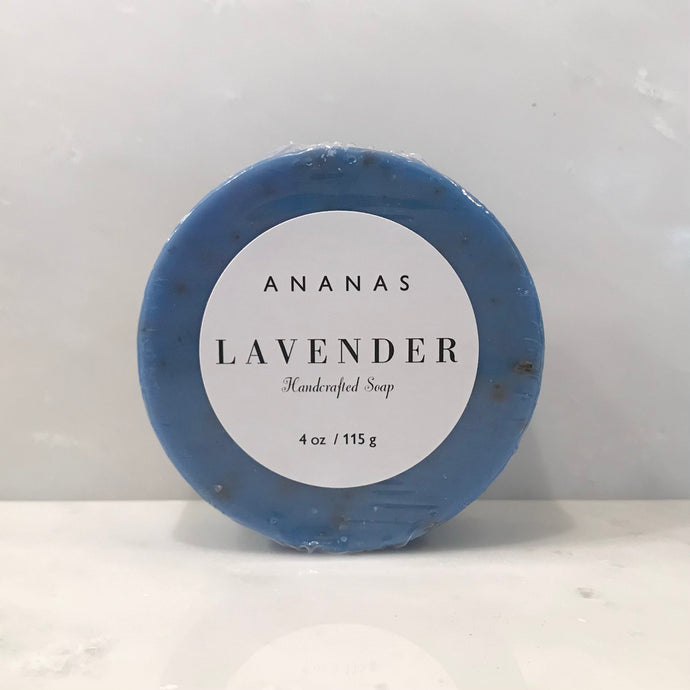 ANANAS
LAVENDER
Handcrafted Soap
4 oz / 115 g